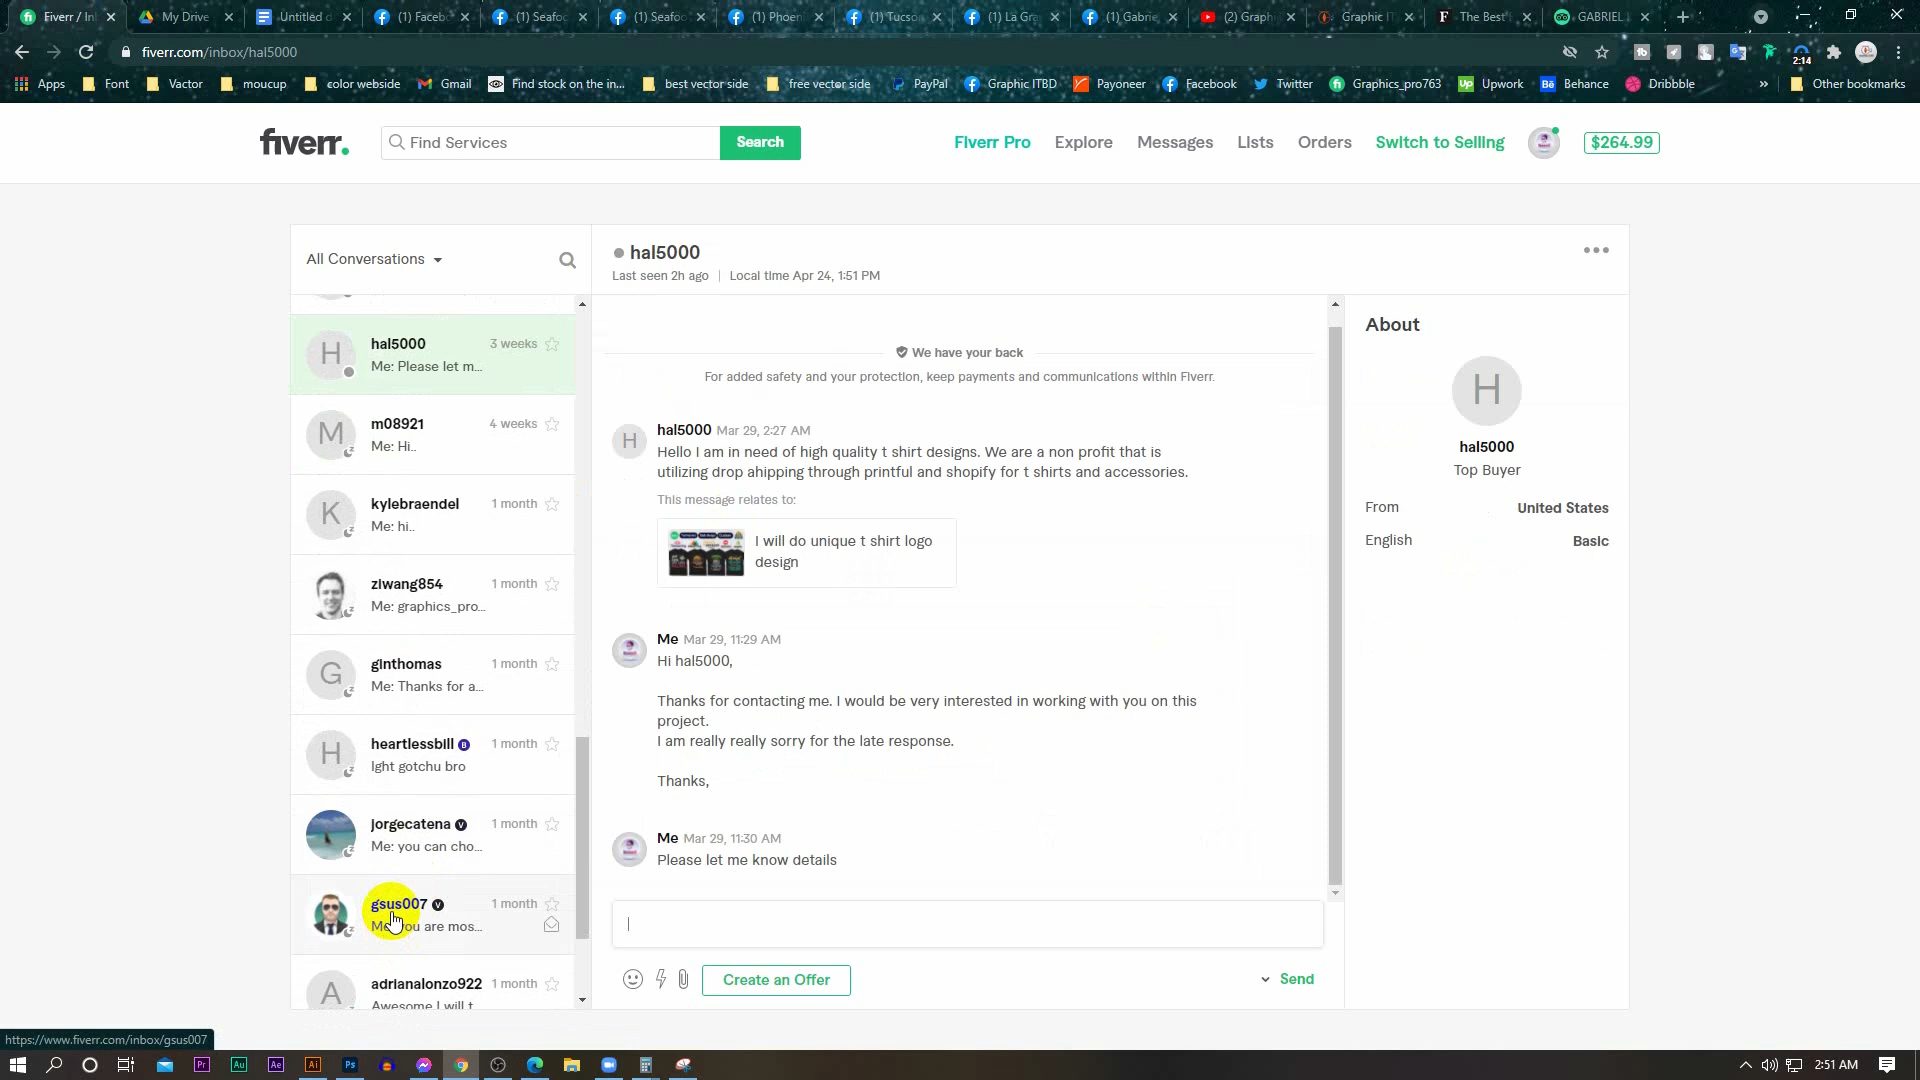 Fiverr / In
My Drive
Untitled d
(1) Facebo
(1) Seafoo
(1) Seafoo
(1) Phoen
(1) Tucson
(1) La Gra
(1) Gabrie
(2) Graph
Graphic IT
The Best
GABRIEL
fiverr.com/inbox/hal5000
2:14
Apps
Font
Vactor
moucup
color webside
Gmail
Find stock on the in...
best vector side
free vector side
PayPal
Graphic ITBD
Payoneer
Facebook
Twitter
Graphics_pro763
Upwork
Behance
Dribbble
»
Other bookmarks
fiverr.
Find Services
Search
Fiverr Pro
Explore
Messages
Lists
Orders
Switch to Selling
$264.99
All Conversations
hal5000
3 weeks
Me: Please let m...
m08921
4 weeks
Me: Hi..
kylebraendel
1 month
Me: hi..
ziwang854
1 month
Me: graphics_pro...
ginthomas
1 month
Me: Thanks for a...
heartlessbill
1 month
Ight gotchu bro
jorgecatena
1 month
Me: you can cho...
gsus007
1 month
Me: you are mos...
adrianalonzo922
1 month
Awesome I will t
hal5000
Last seen 2h ago | Local time Apr 24, 1:51 PM
We have your back
For added safety and your protection, keep payments and communications within Fiverr.
hal5000 Mar 29, 2:27 AM
Hello I am in need of high quality t shirt designs. We are a non profit that is
utilizing drop ahipping through printful and shopify for t shirts and accessories.
This message relates to:
I will do unique t shirt logo
design
Me Mar 29, 11:29 AM
Hi hal5000,
Thanks for contacting me. I would be very interested in working with you on this
project.
I am really really sorry for the late response.
Thanks,
Me Mar 29, 11:30 AM
Please let me know details
Create an Offer
Send
About
H
hal5000
Top Buyer
From
United States
English
Basic
https://www.fiverr.com/inbox/gsus007
2:51 AM